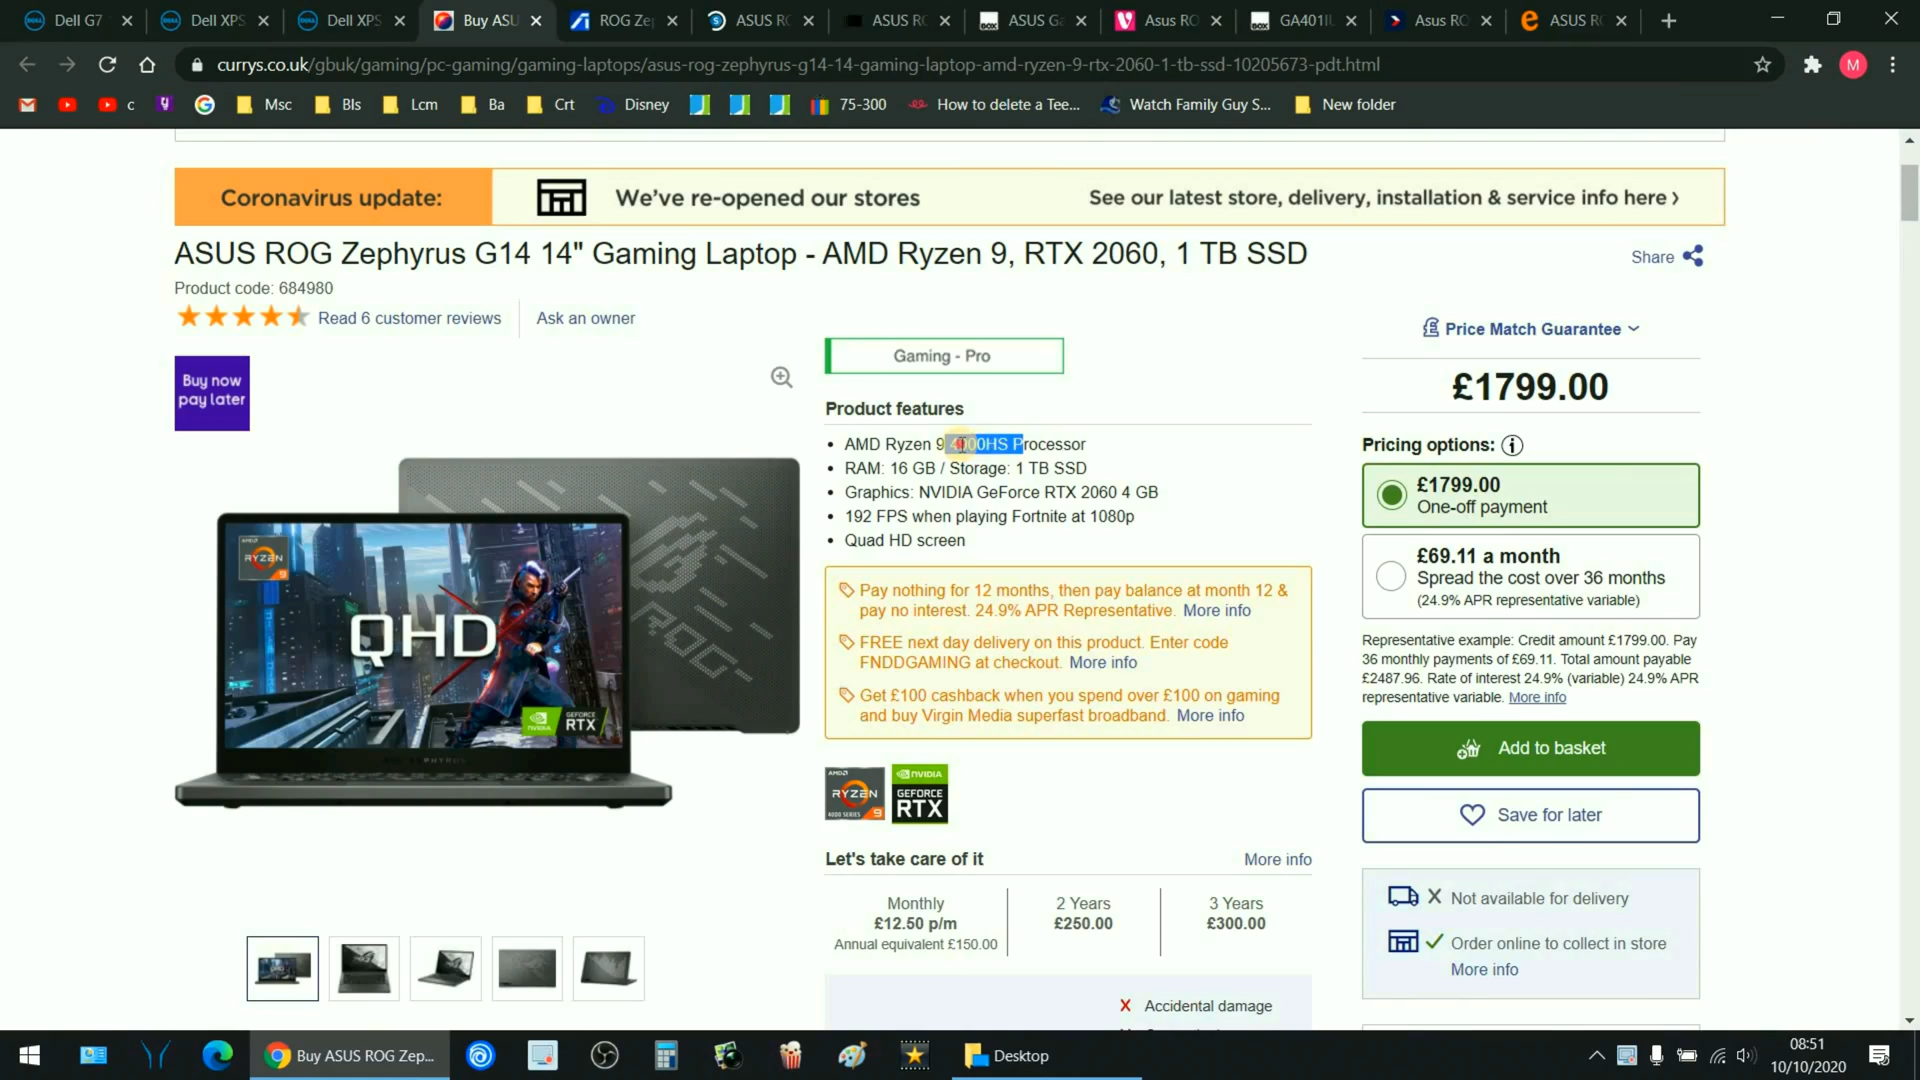 Dell G7
Dell XPS
Dell XPS
Buy ASU
ROG Ze
ASUS R
ASUS R
ASUS G
Asus RO
GA401I
Asus RO
ASUS R
currys.co.uk/gbuk/gaming/pc-gaming/gaming-laptops/asus-rog-zephyrus-g14-14-gaming-laptop-amd-ryzen-9-rtx-2060-1-tb-ssd-10205673-pdt.html
M
c
Msc
Bls
Lcm
Ba
Crt
Disney
75-300
How to delete a Tee...
Watch Family Guy S...
New folder
Coronavirus update:
We've re-opened our stores
See our latest store, delivery, installation & service info here ›
ASUS ROG Zephyrus G14 14" Gaming Laptop - AMD Ryzen 9, RTX 2060, 1 TB SSD
Share
Product code: 684980
Read 6 customer reviews
Ask an owner
Buy now
pay later
AMD
RYZEN
9
QHD
NVIDIA
GEFORCE
RTX
Gaming - Pro
Product features
• AMD Ryzen 9 4900HS Processor
• RAM: 16 GB / Storage: 1 TB SSD
• Graphics: NVIDIA GeForce RTX 2060 4 GB
• 192 FPS when playing Fortnite at 1080p
• Quad HD screen
Pay nothing for 12 months, then pay balance at month 12 &
pay no interest. 24.9% APR Representative. More info
FREE next day delivery on this product. Enter code
FNDDGAMING at checkout. More info
Get £100 cashback when you spend over £100 on gaming
and buy Virgin Media superfast broadband. More info
AMD
RYZEN
4000 SERIES 9
NVIDIA
GEFORCE
RTX
Let's take care of it
More info
Monthly
£12.50 p/m
Annual equivalent £150.00
2 Years
£250.00
3 Years
£300.00
X Accidental damage
Price Match Guarantee
£1799.00
Pricing options:
£1799.00
One-off payment
£69.11 a month
Spread the cost over 36 months
(24.9% APR representative variable)
Representative example: Credit amount £1799.00. Pay
36 monthly payments of £69.11. Total amount payable
£2487.96. Rate of interest 24.9% (variable) 24.9% APR
representative variable. More info
Add to basket
Save for later
Not available for delivery
Order online to collect in store
More info
Buy ASUS ROG Zep...
Desktop
08:51
10/10/2020